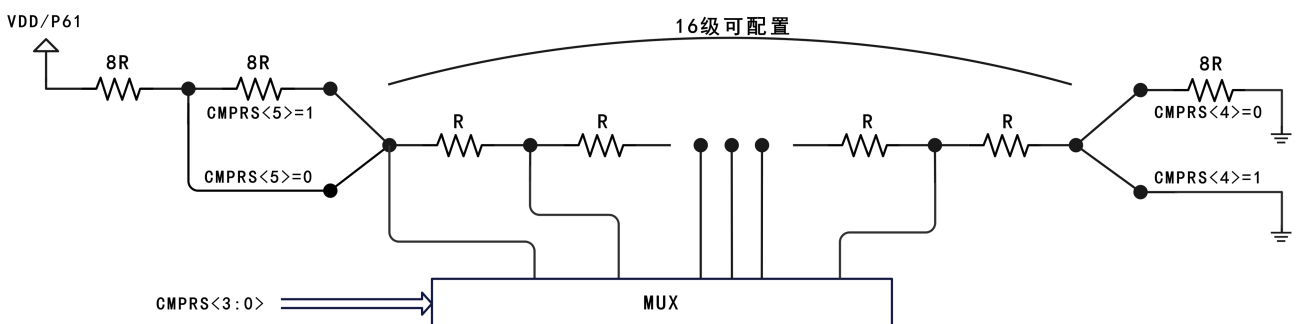 VDD/P61
16级可配置
8R
8R
8R
CMPRS<5>=1
CMPRS<4>=0
R
R
R
R
CMPRS<5>=0
CMPRS<4>=1
CMPRS<3:0>
MUX